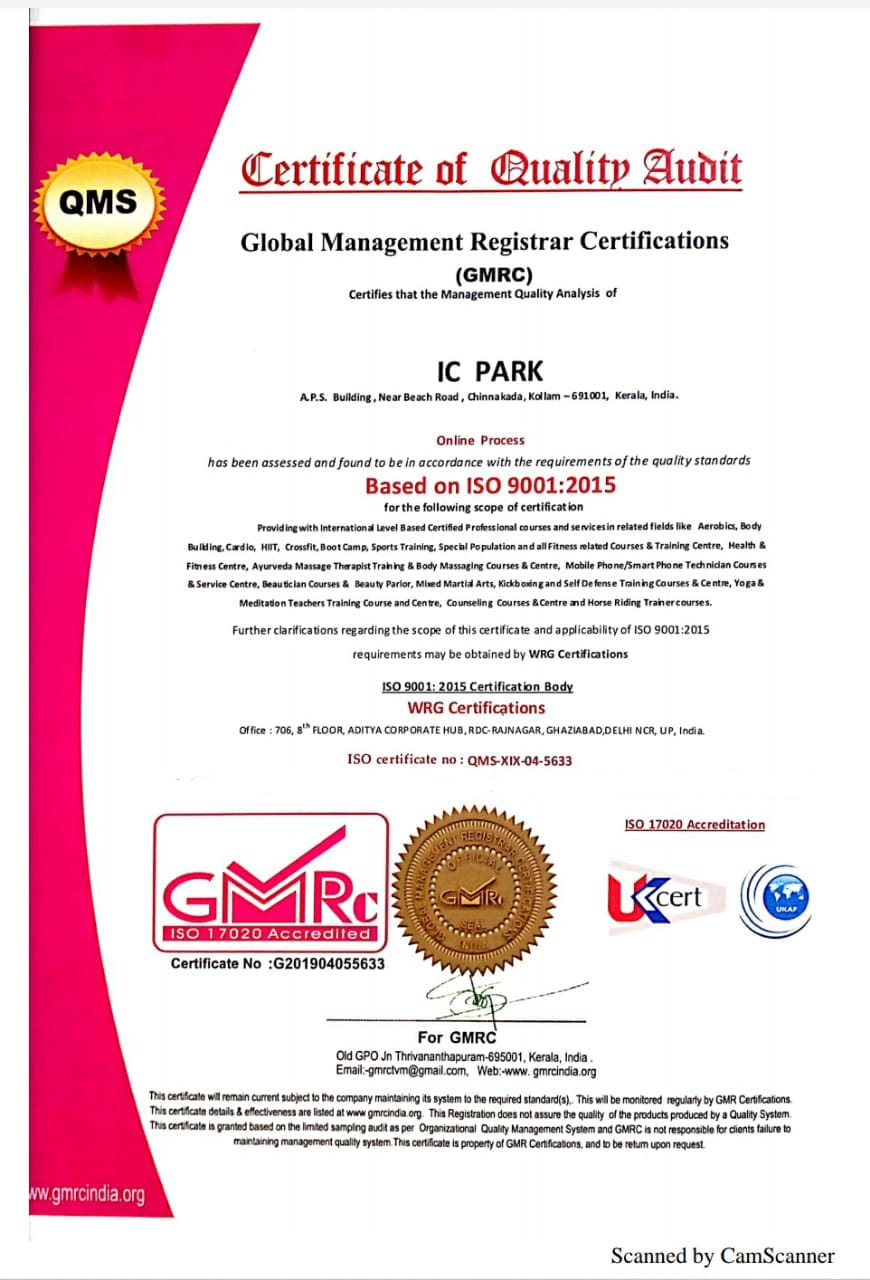 QMS
Certificate of Quality Audit
Global Management Registrar Certifications
(GMRC)
Certifies that the Management Quality Analysis of
IC PARK
A.P.S. Building, Near Beach Road, Chinnakada, Kollam – 691001, Kerala, India.
Online Process
has been assessed and found to be in accordance with the requirements of the quality standards
Based on ISO 9001:2015
for the following scope of certification
Providing with International Level Based Certified Professional courses and services in related fields like Aerobics, Body
Building, Cardio, HIIT, Crossfit, Boot Camp, Sports Training, Special Population and all Fitness related Courses & Training Centre, Health &
Fitness Centre, Ayurveda Massage Therapist Training & Body Massaging Courses & Centre, Mobile Phone/Smart Phone Technician Courses
& Service Centre, Beautician Courses & Beauty Parlor, Mixed Martial Arts, Kickboxing and Self Defense Training Courses & Centre, Yoga &
Meditation Teachers Training Course and Centre, Counseling Courses &Centre and Horse Riding Trainer courses.
Further clarifications regarding the scope of this certificate and applicability of ISO 9001:2015
requirements may be obtained by WRG Certifications
ISO 9001: 2015 Certification Body
WRG Certifications
Office : 706, 8th FLOOR, ADITYA CORPORATE HUB, RDC-RAJNAGAR, GHAZIABAD,DELHI NCR, UP, India.
ISO certificate no : QMS-XIX-04-5633
GMRc
ISO 17020 Accredited
Certificate No :G201904055633
GLOBAL MANAGEMENT REGISTRAR CERTIFICATIONS
OFFICIAL
GMRc
SEAL
INDIA
ISO 17020 Accreditation
UKcert
UKAF
For GMRC
Old GPO Jn Thrivananthapuram-695001, Kerala, India .
Email:-gmrctvm@gmail.com, Web:-www. gmrcindia.org
This certificate will remain current subject to the company maintaining its system to the required standard(s),. This will be monitored regularly by GMR Certifications.
This certificate details & effectiveness are listed at www gmrcindia.org. This Registration does not assure the quality of the products produced by a Quality System.
This certificate is granted based on the limited sampling audit as per Organizational Quality Management System and GMRC is not responsible for clients failure to
maintaining management quality system.This certificate is property of GMR Certifications, and to be return upon request.
ww.gmrcindia.org
Scanned by CamScanner